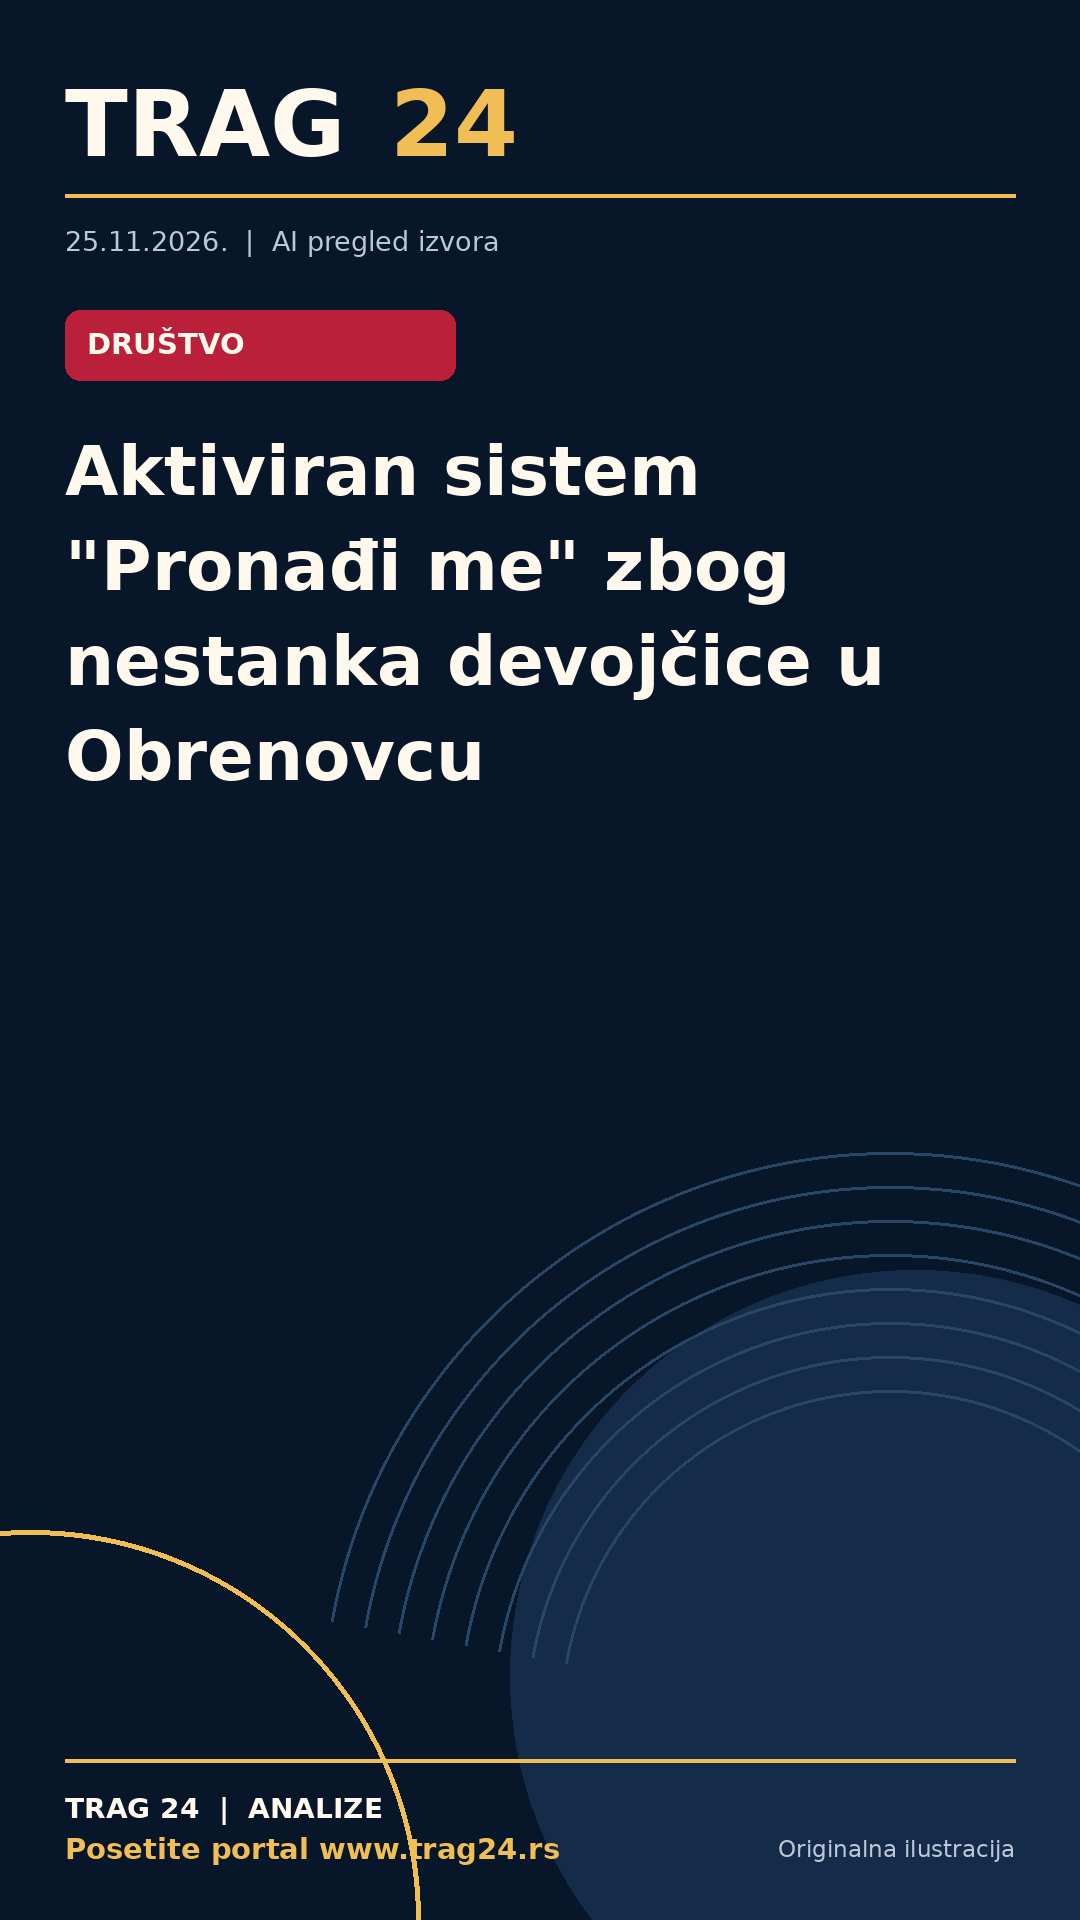 TRAG 24
25.11.2026. | AI pregled izvora
DRUŠTVO
Aktiviran sistem
"Pronađi me" zbog
nestanka devojčice u
Obrenovcu
TRAG 24 | ANALIZE
Posetite portal www.trag24.rs
Originalna ilustracija